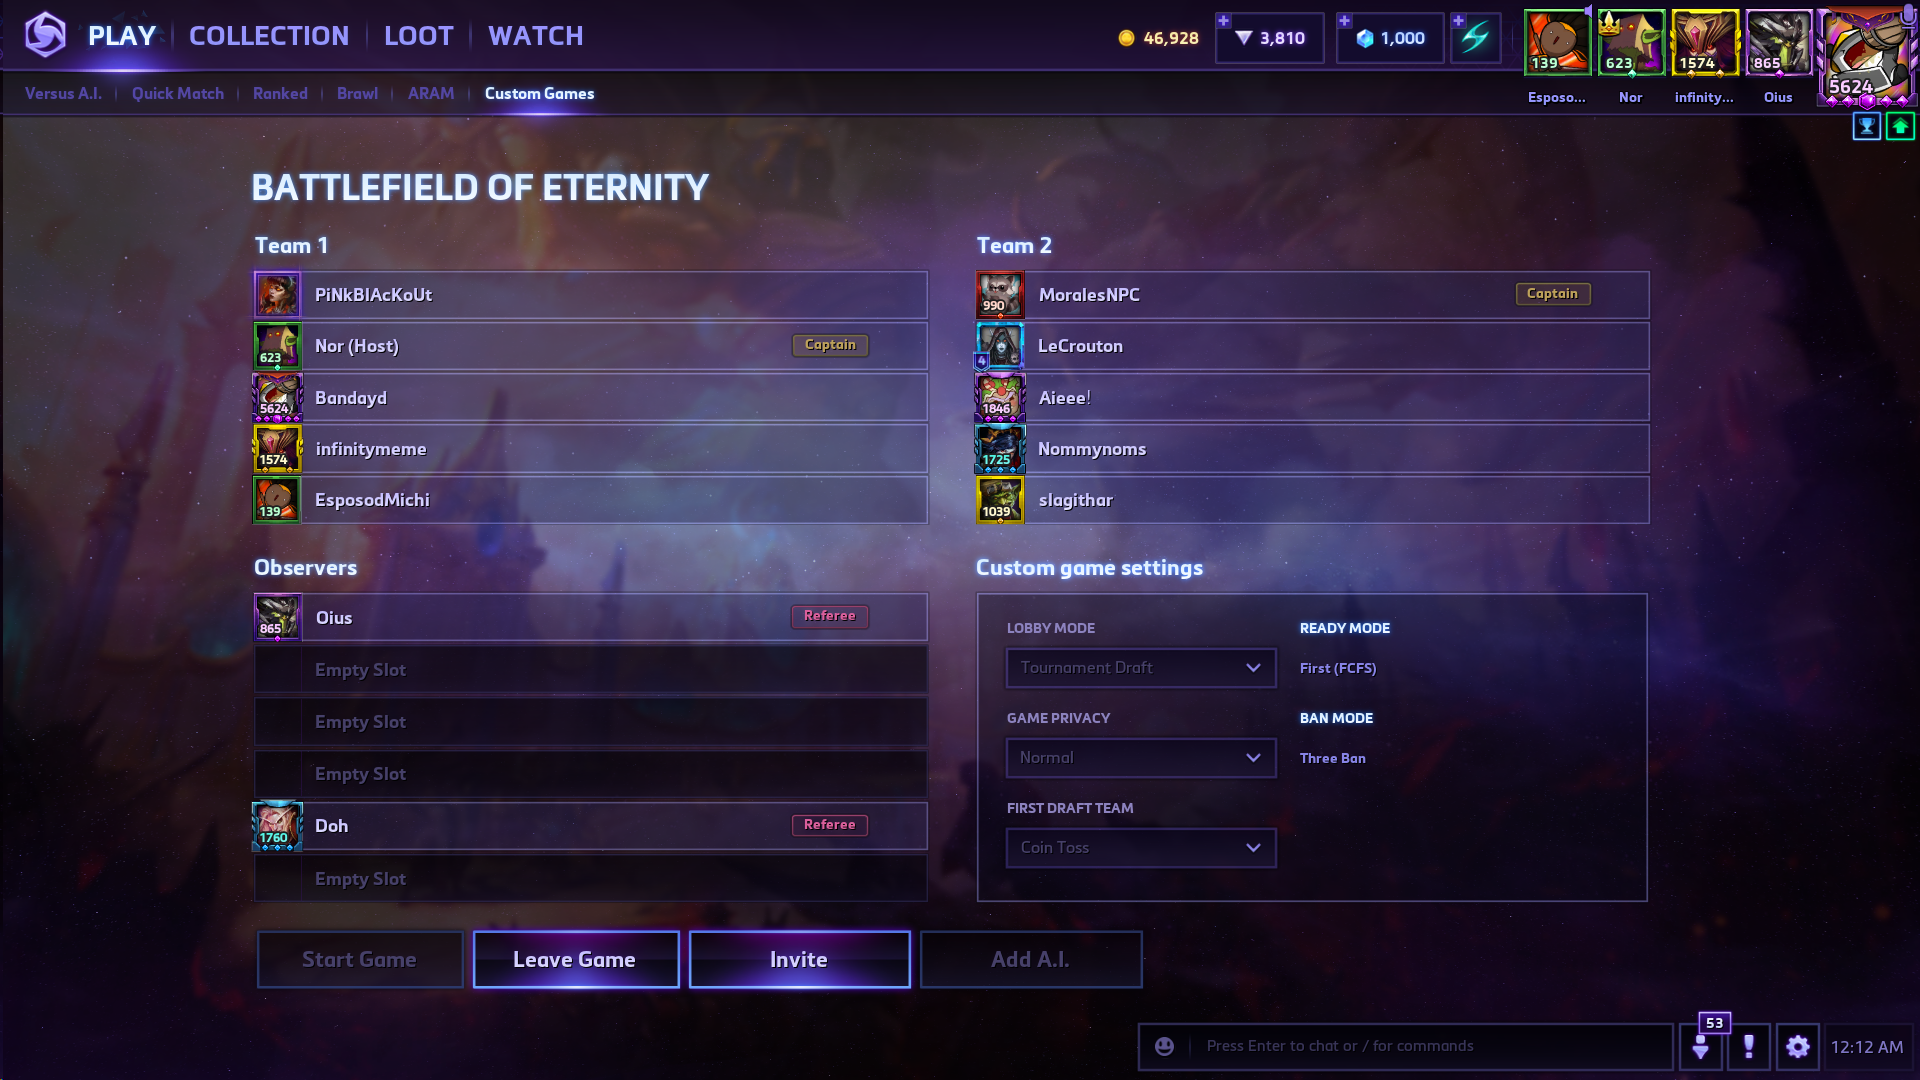 PLAY COLLECTION LOOT WATCH
46,928 3,810 1,000
139 623 1574 865 5624
Esposo... Nor infinity... Oius
Versus A.I. Quick Match Ranked Brawl ARAM Custom Games
BATTLEFIELD OF ETERNITY
Team 1
PiNkBlAcKoUt
623 Nor (Host) Captain
5624 Bandayd
1574 infinitymeme
139 EsposodMichi
Team 2
990 MoralesNPC Captain
4 LeCrouton
1846 Aieee!
1725 Nommynoms
1039 slagithar
Observers
865 Oius Referee
Empty Slot
Empty Slot
Empty Slot
1760 Doh Referee
Empty Slot
Custom game settings
LOBBY MODE READY MODE
Tournament Draft First (FCFS)
GAME PRIVACY BAN MODE
Normal Three Ban
FIRST DRAFT TEAM
Coin Toss
Start Game Leave Game Invite Add A.I.
Press Enter to chat or / for commands 53 12:12 AM